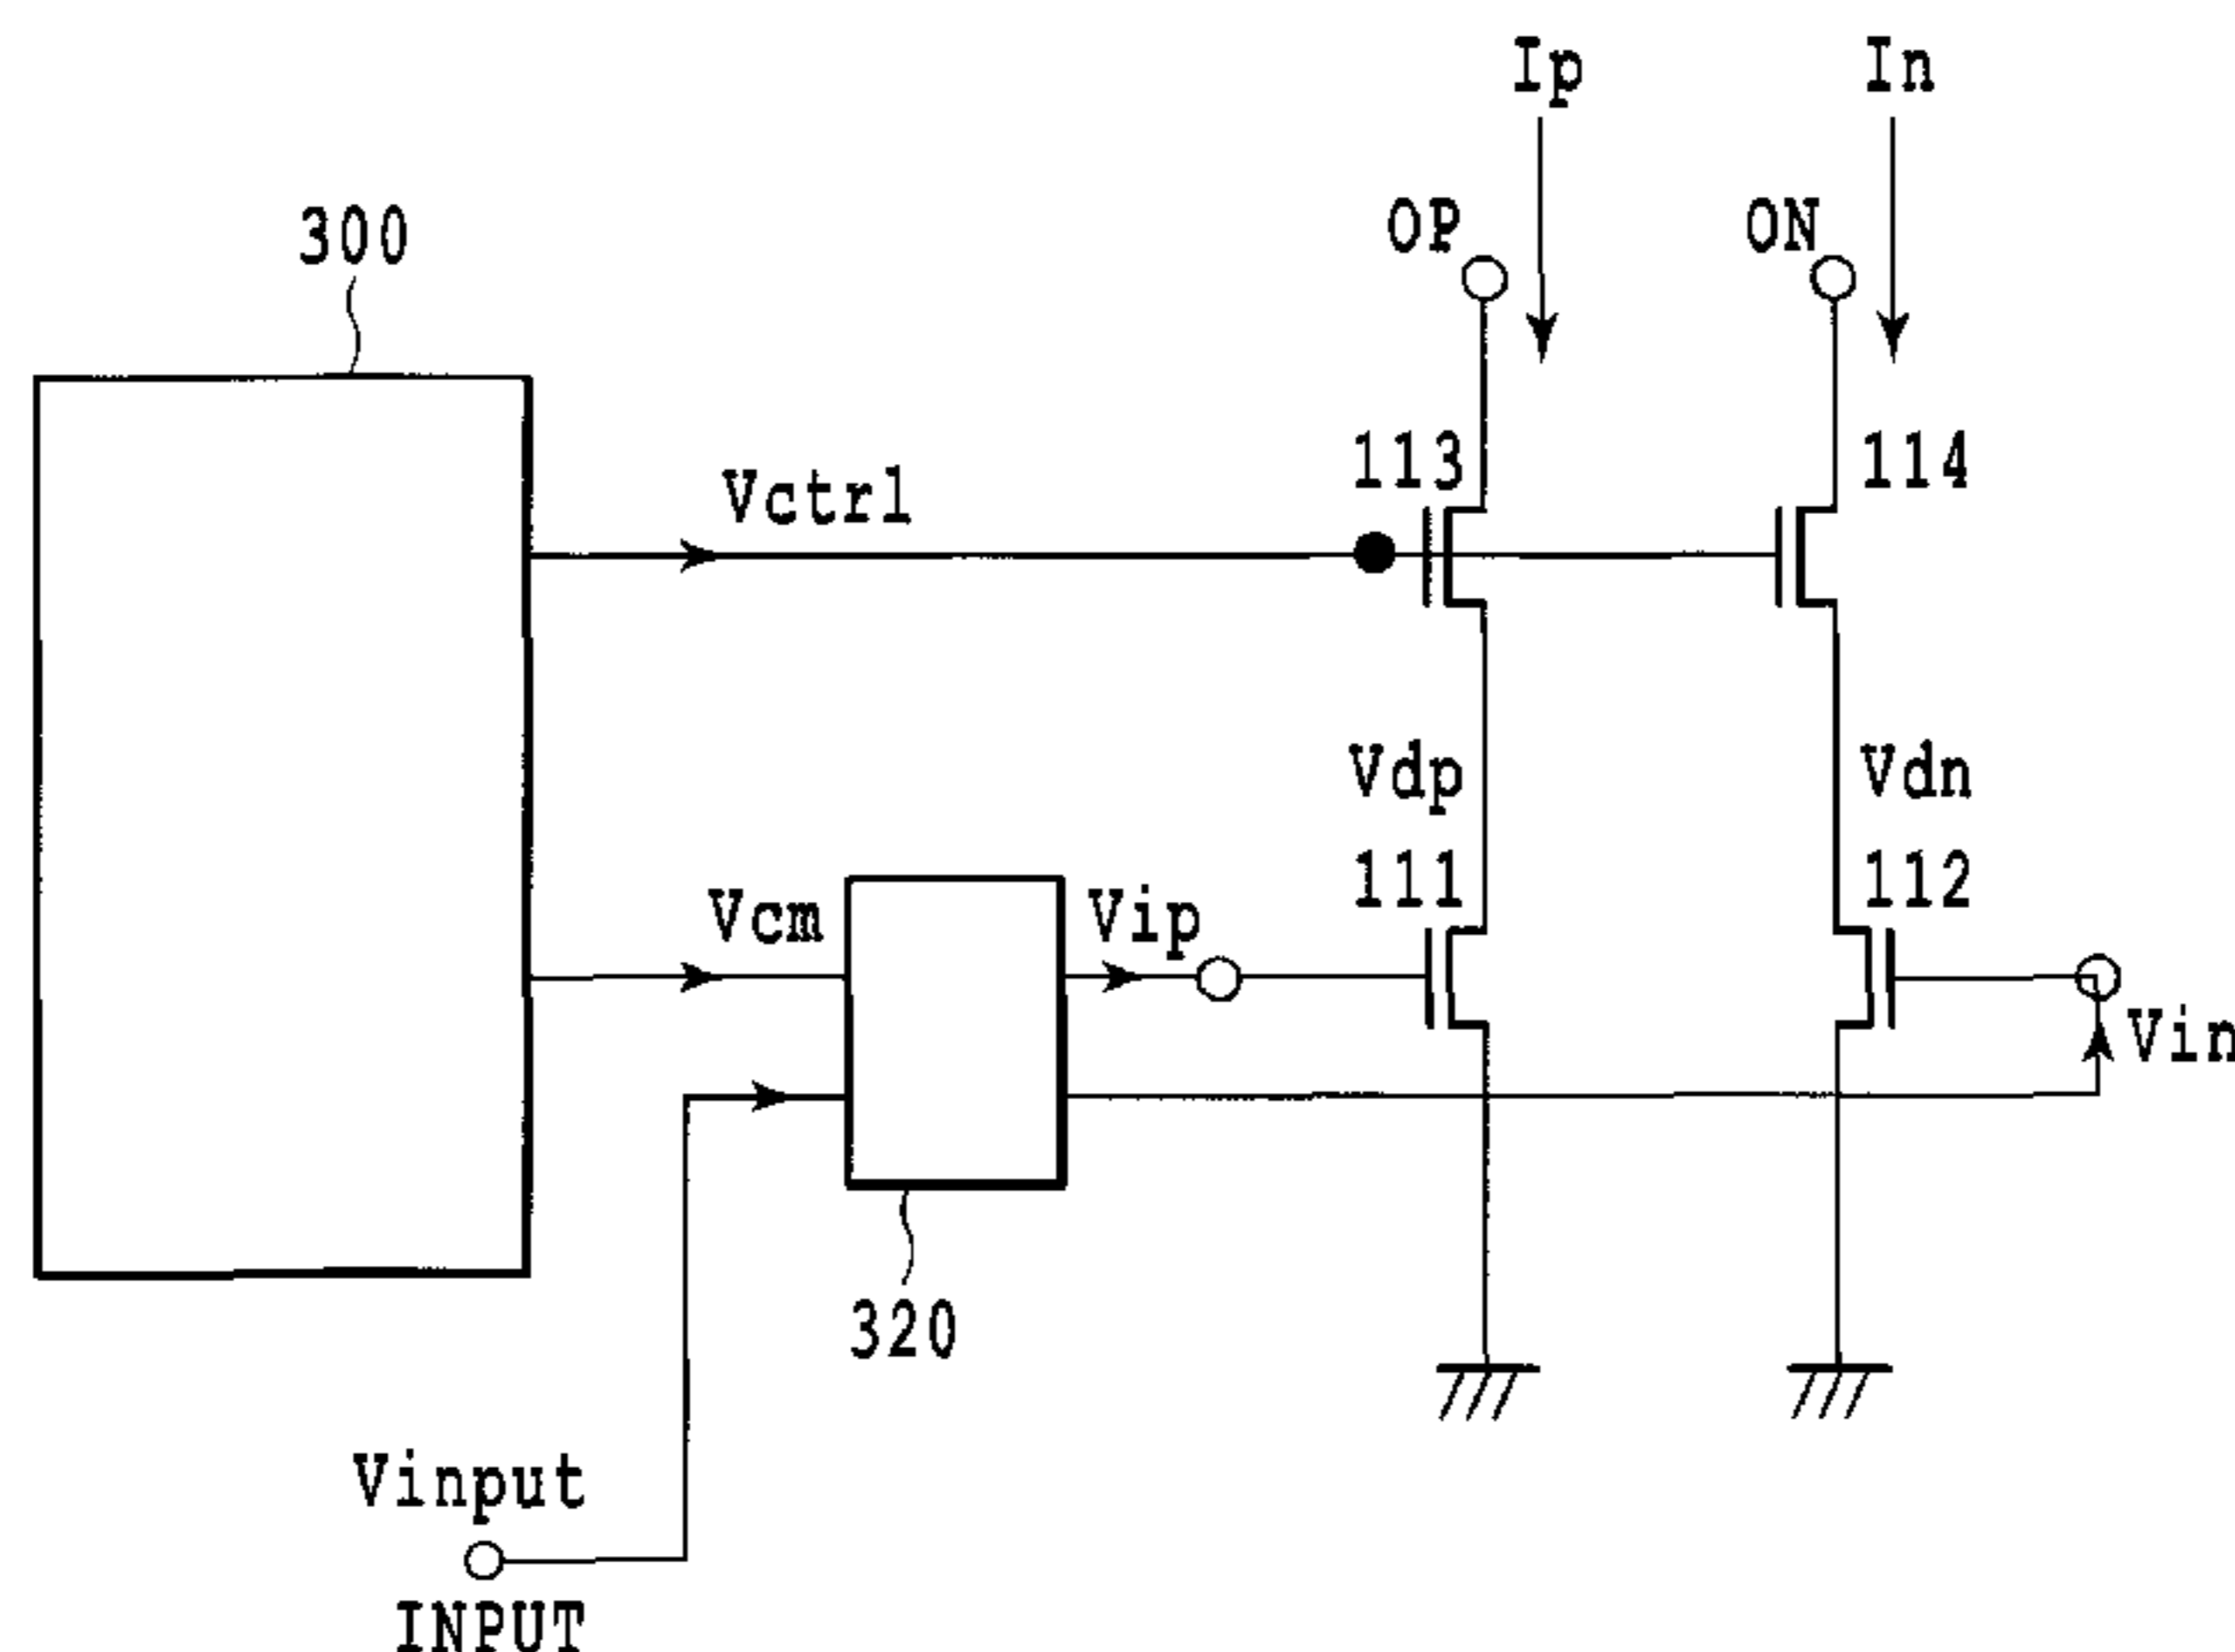 Ip
In
300
OP
ON
113
114
Vctrl
Vdp
Vdn
111
112
Vcm
Vip
Vin
320
Vinput
INPUT